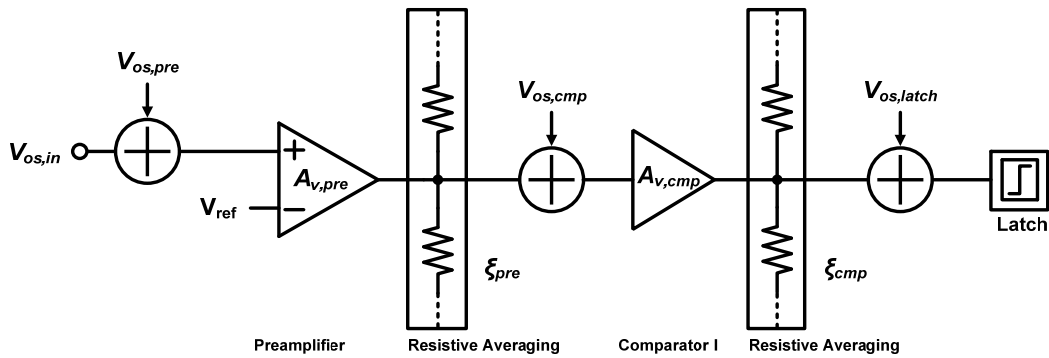 V_os,pre
V_os,cmp
V_os,latch
V_os,in
+
A_v,pre
A_v,cmp
V_ref
−
Latch
ξ_pre
ξ_cmp
Preamplifier
Resistive Averaging
Comparator I
Resistive Averaging